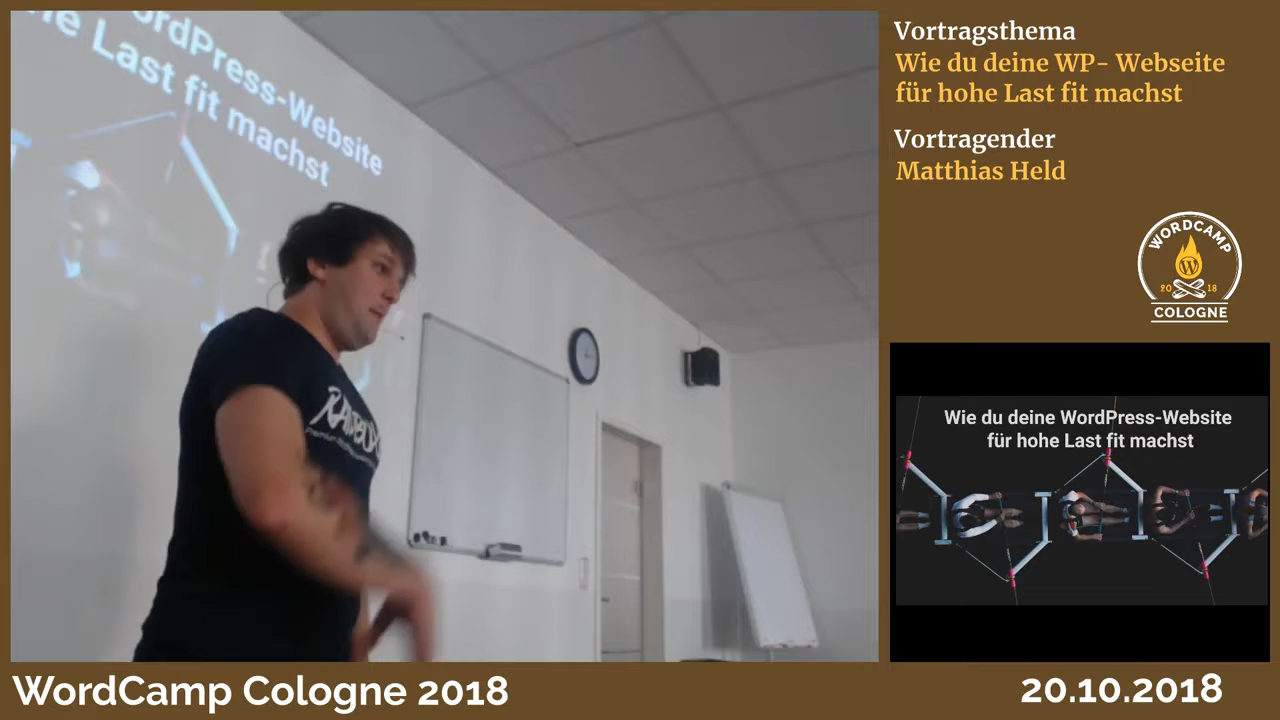 ordPress-Website
ne Last fit machst
Vortragsthema
Wie du deine WP- Webseite
für hohe Last fit machst
Vortragender
Matthias Held
WORDCAMP
20 18
COLOGNE
Wie du deine WordPress-Website
für hohe Last fit machst
WordCamp Cologne 2018
20.10.2018